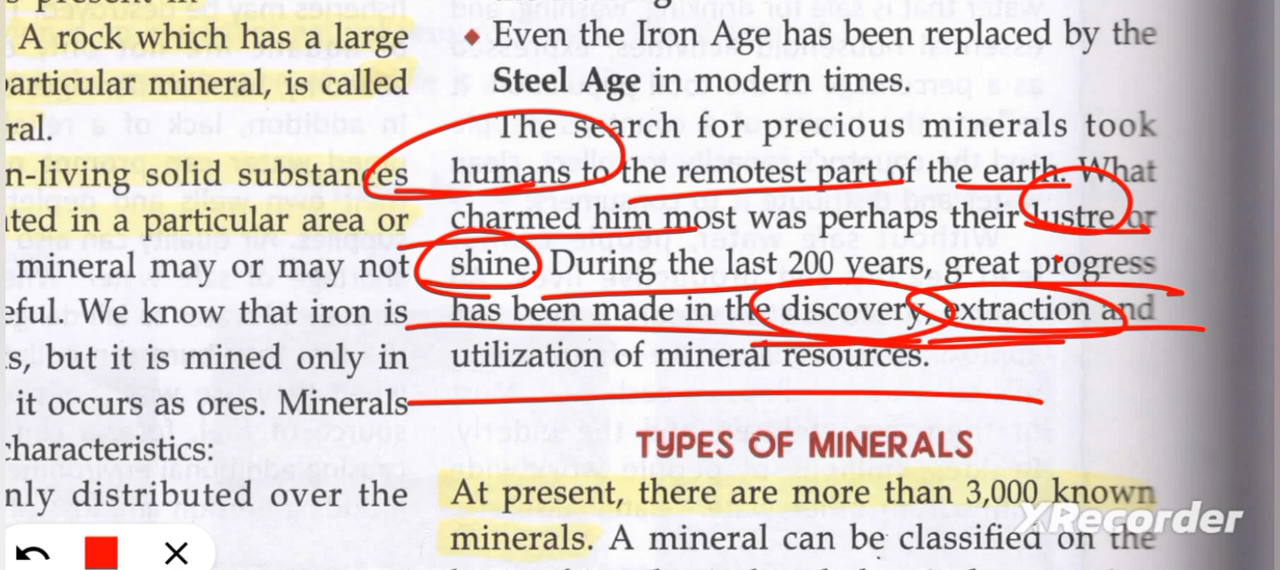 A rock which has a large
particular mineral, is called
ral.
n-living solid substances
ted in a particular area or
mineral may or may not
eful. We know that iron is
s, but it is mined only in
it occurs as ores. Minerals
characteristics:
nly distributed over the
♦ Even the Iron Age has been replaced by the
Steel Age in modern times.
The search for precious minerals took
humans to the remotest part of the earth. What
charmed him most was perhaps their lustre or
shine. During the last 200 years, great progress
has been made in the discovery, extraction and
utilization of mineral resources.
TYPES OF MINERALS
At present, there are more than 3,000 known
minerals. A mineral can be classified on the
XRecorder